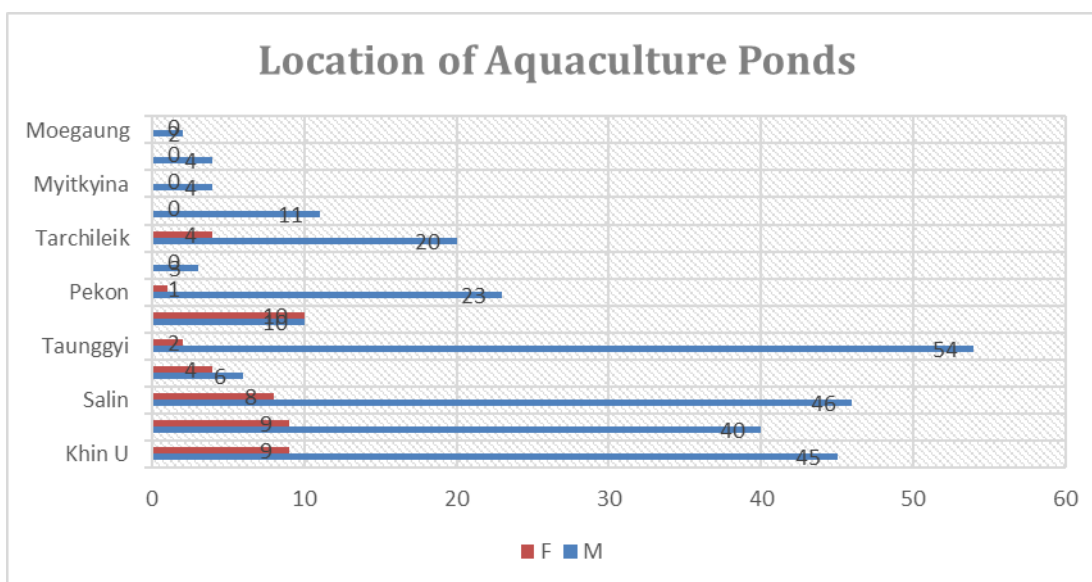 Location of Aquaculture Ponds
Moegaung
0
2
0
4
Myitkyina
0
4
0
11
Tarchileik
4
20
0
3
Pekon
1
23
10
10
Taunggyi
2
54
4
6
Salin
8
46
9
40
Khin U
9
45
0 10 20 30 40 50 60
F M